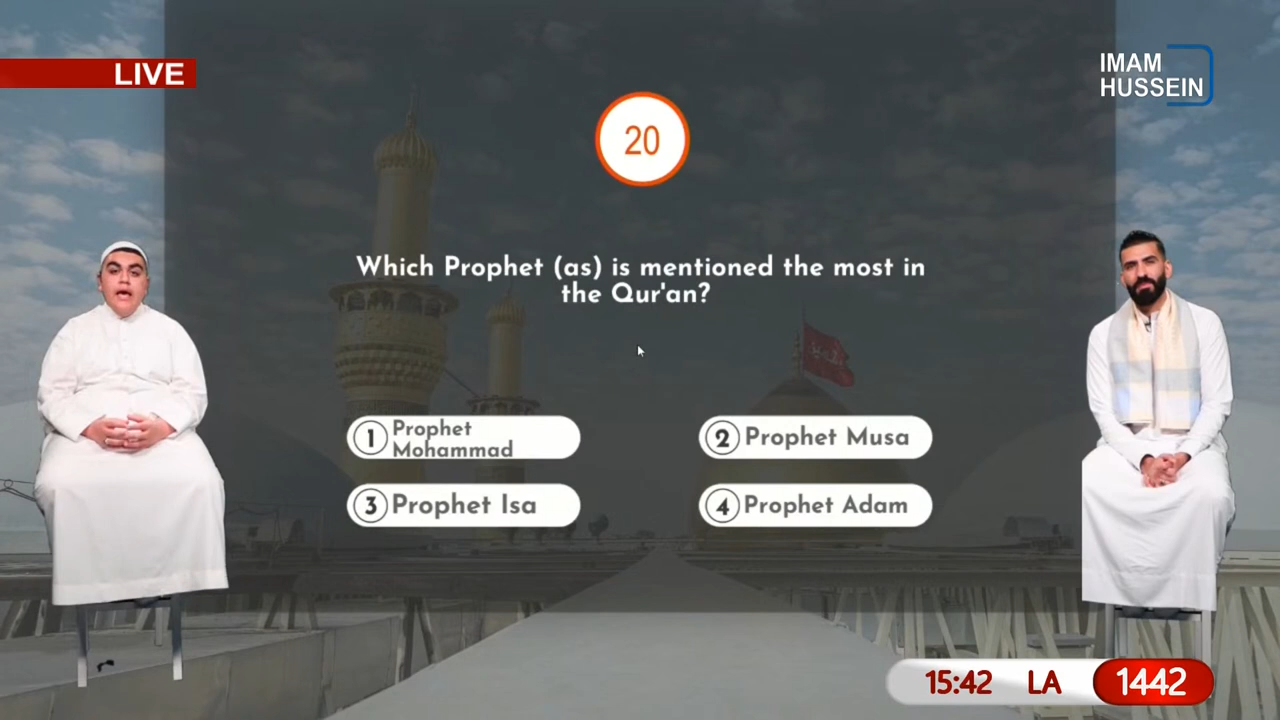 LIVE
IMAM
HUSSEIN
20
Which Prophet (as) is mentioned the most in
the Qur'an?
1 Prophet
Mohammad
2 Prophet Musa
3 Prophet Isa
4 Prophet Adam
15:42 LA 1442